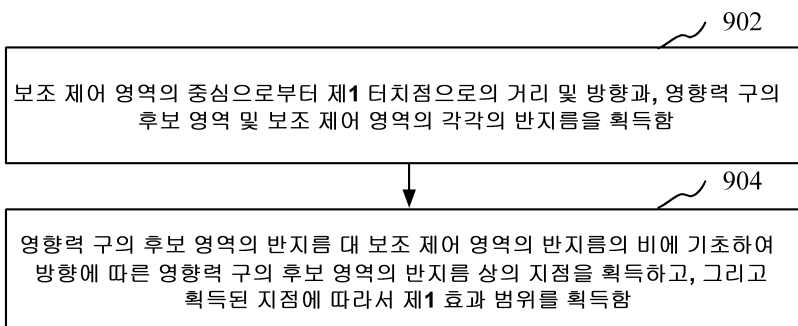 902
보조 제어 영역의 중심으로부터 제1 터치점으로의 거리 및 방향과, 영향력 구의
후보 영역 및 보조 제어 영역의 각각의 반지름을 획득함
904
영향력 구의 후보 영역의 반지름 대 보조 제어 영역의 반지름의 비에 기초하여
방향에 따른 영향력 구의 후보 영역의 반지름 상의 지점을 획득하고, 그리고
획득된 지점에 따라서 제1 효과 범위를 획득함